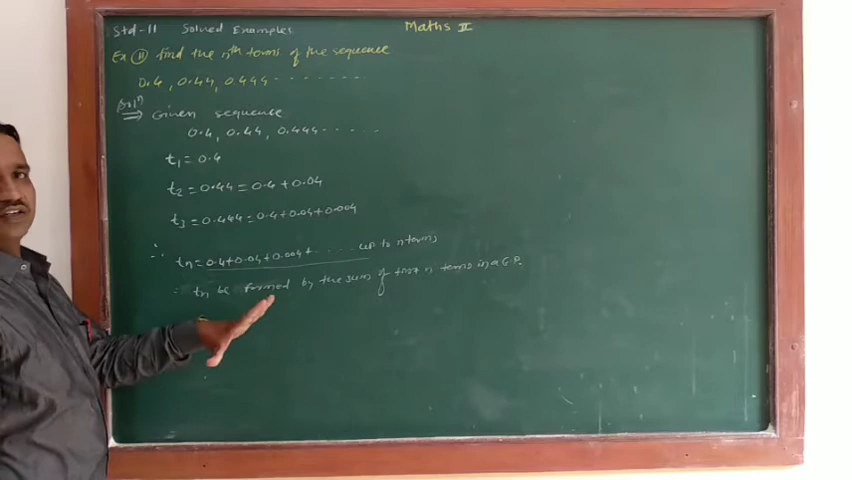 Std-11 Solved Examples Maths II
Ex 11 find the nth terms of the sequence
0.4, 0.44, 0.444 - - - - - - -
Soln
⇒ Given sequence
0.4, 0.44, 0.444 - - - - -
t1 = 0.4
t2 = 0.44 = 0.4 + 0.04
t3 = 0.444 = 0.4 + 0.04 + 0.004
∴ tn = 0.4 + 0.04 + 0.004 + - - - - - up to n terms
∴ tn be formed by the sum of first n terms in a G.P.